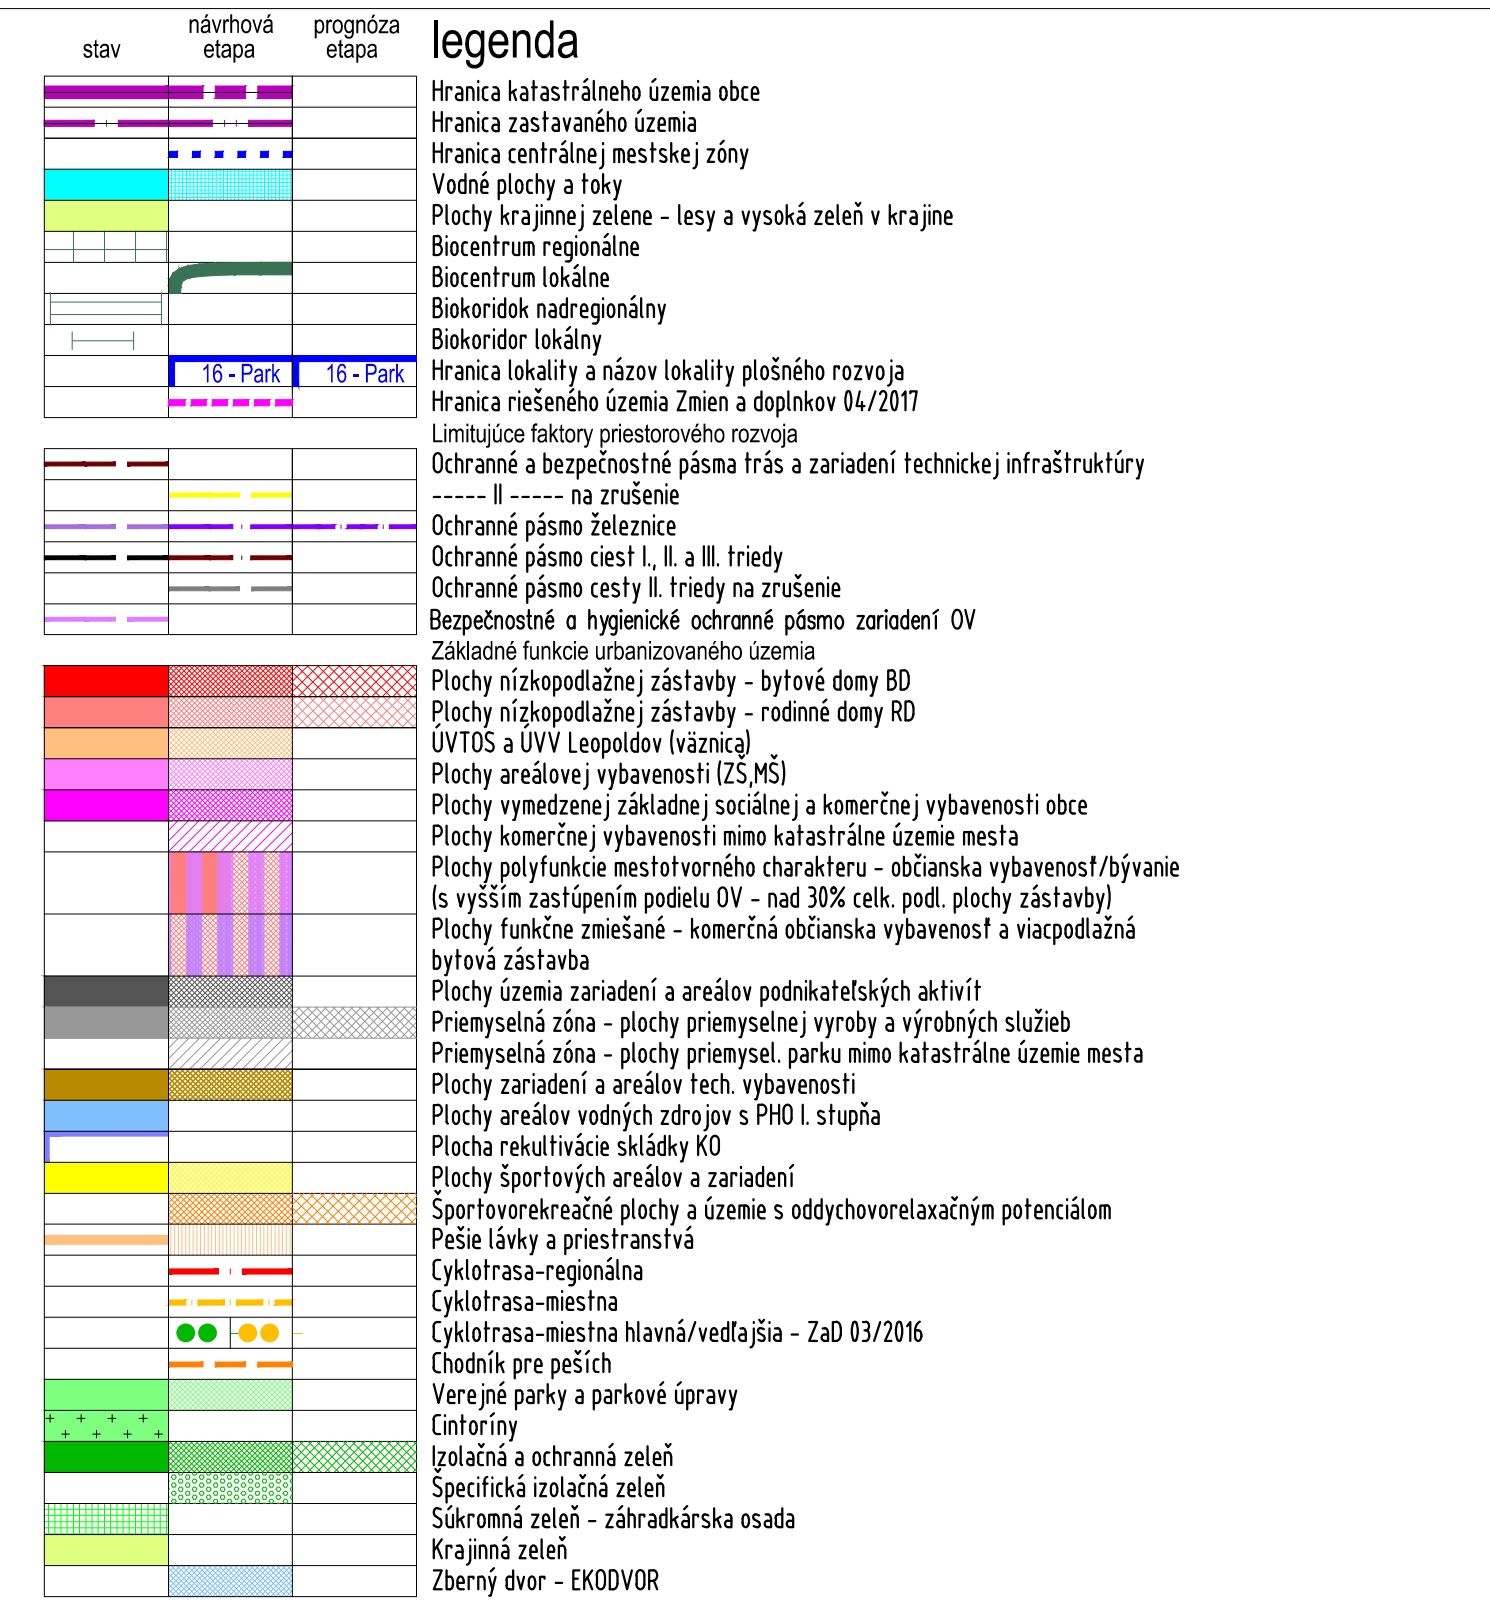 stav
návrhová
etapa
prognóza
etapa
legenda
Hranica katastrálneho územia obce
Hranica zastavaného územia
Hranica centrálnej mestskej zóny
Vodné plochy a toky
Plochy krajinnej zelene - lesy a vysoká zeleň v krajine
Biocentrum regionálne
Biocentrum lokálne
Biokoridok nadregionálny
Biokoridor lokálny
16 - Park
16 - Park
Hranica lokality a názov lokality plošného rozvoja
Hranica riešeného územia Zmien a doplnkov 04/2017
Limitujúce faktory priestorového rozvoja
Ochranné a bezpečnostné pásma trás a zariadení technickej infraštruktúry
----- II ----- na zrušenie
Ochranné pásmo železnice
Ochranné pásmo ciest I., II. a III. triedy
Ochranné pásmo cesty II. triedy na zrušenie
Bezpečnostné a hygienické ochranné pásmo zariadení OV
Základné funkcie urbanizovaného územia
Plochy nízkopodlažnej zástavby - bytové domy BD
Plochy nízkopodlažnej zástavby - rodinné domy RD
ÚVTOS a ÚVV Leopoldov (väznica)
Plochy areálovej vybavenosti (ZŠ,MŠ)
Plochy vymedzenej základnej sociálnej a komerčnej vybavenosti obce
Plochy komerčnej vybavenosti mimo katastrálne územie mesta
Plochy polyfunkcie mestotvorného charakteru - občianska vybavenosť/bývanie
(s vyšším zastúpením podielu OV - nad 30% celk. podl. plochy zástavby)
Plochy funkčne zmiešané - komerčná občianska vybavenosť a viacpodlažná
bytová zástavba
Plochy územia zariadení a areálov podnikateľských aktivít
Priemyselná zóna - plochy priemyselnej vyroby a výrobných služieb
Priemyselná zóna - plochy priemysel. parku mimo katastrálne územie mesta
Plochy zariadení a areálov tech. vybavenosti
Plochy areálov vodných zdrojov s PHO I. stupňa
Plocha rekultivácie skládky KO
Plochy športových areálov a zariadení
Športovorekreačné plochy a územie s oddychovorelaxačným potenciálom
Pešie lávky a priestranstvá
Cyklotrasa-regionálna
Cyklotrasa-miestna
Cyklotrasa-miestna hlavná/vedľajšia - ZaD 03/2016
Chodník pre peších
Verejné parky a parkové úpravy
Cintoríny
Izolačná a ochranná zeleň
Špecifická izolačná zeleň
Súkromná zeleň - záhradkárska osada
Krajinná zeleň
Zberný dvor - EKODVOR